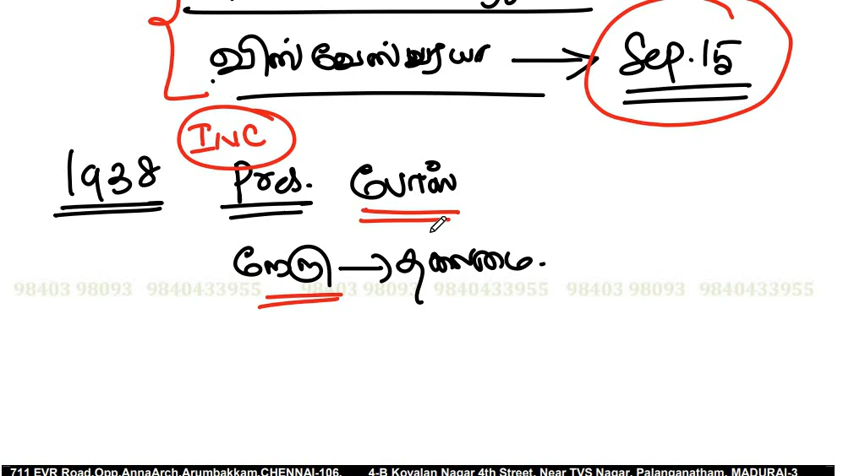 விஸ்வேஸ்வரயா → Sep. 15
INC
1938 Pres. போஸ்
நேரு → தலைமை.
98403 98093 9840433955 98403 98093 9840433955 98403 98093 9840433955
711 EVR Road,Opp.AnnaArch,Arumbakkam,CHENNAI-106. 4-B Kovalan Nagar 4th Street, Near TVS Nagar, Palanganatham, MADURAI-3